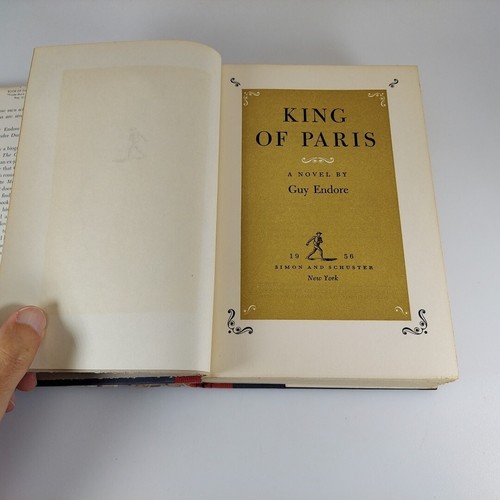 KING
OF PARIS
A NOVEL BY
Guy Endore
19 56
SIMON AND SCHUSTER
New York